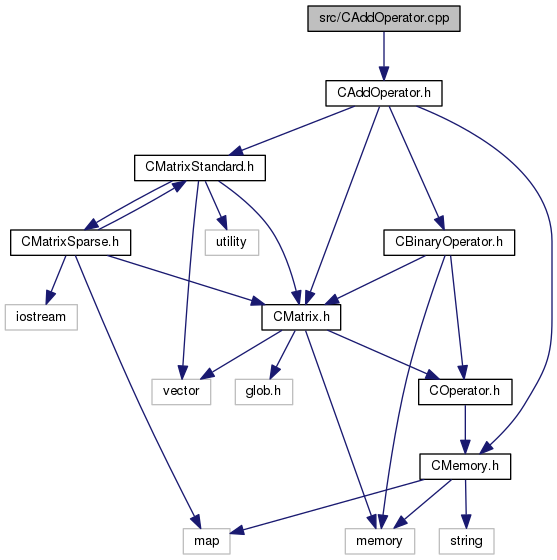 src/CAddOperator.cpp
CAddOperator.h
CMatrixStandard.h
CMatrixSparse.h
utility
CBinaryOperator.h
iostream
CMatrix.h
vector
glob.h
COperator.h
CMemory.h
map
memory
string